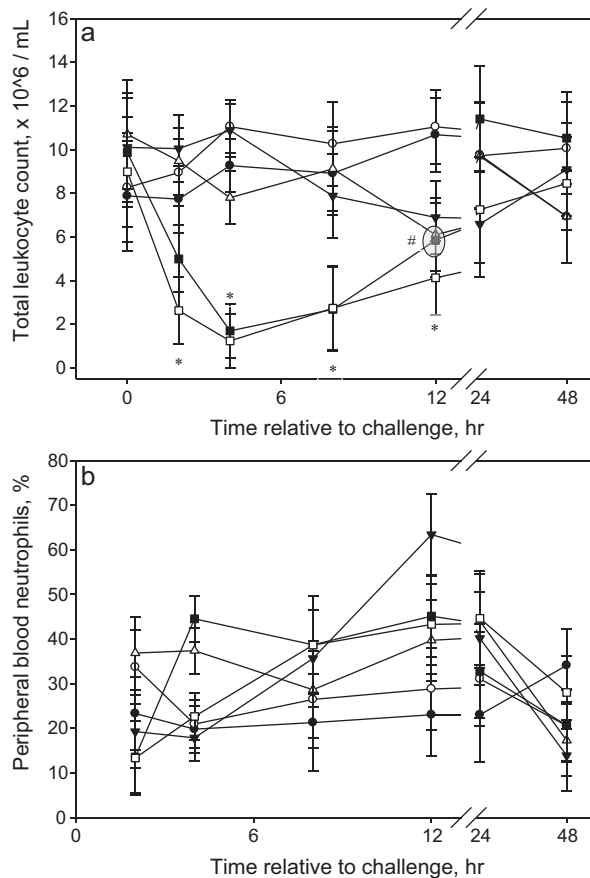 a
Total leukocyte count, x 10^6 / mL
16
14
12
10
8
6
4
2
0
#
*
*
*
*
0 6 12 24 48
Time relative to challenge, hr
b
Peripheral blood neutrophils, %
80
70
60
50
40
30
20
10
0
0 6 12 24 48
Time relative to challenge, hr